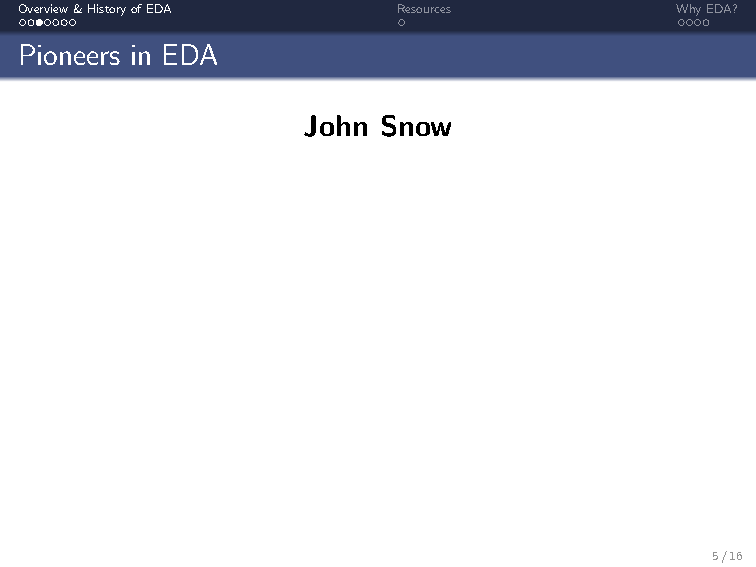 Overview & History of EDA Resources Why EDA?
Pioneers in EDA
John Snow
5 / 16